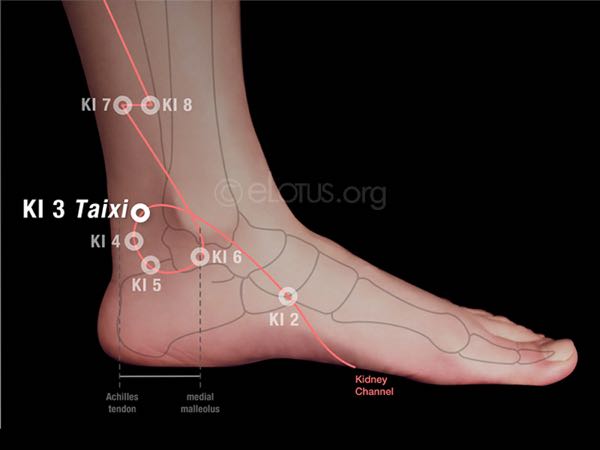 KI 7
KI 8
© eLOTUS.org
KI 3 Taixi
KI 4
KI 6
KI 5
KI 2
Kidney
Channel
Achilles
tendon
medial
malleolus